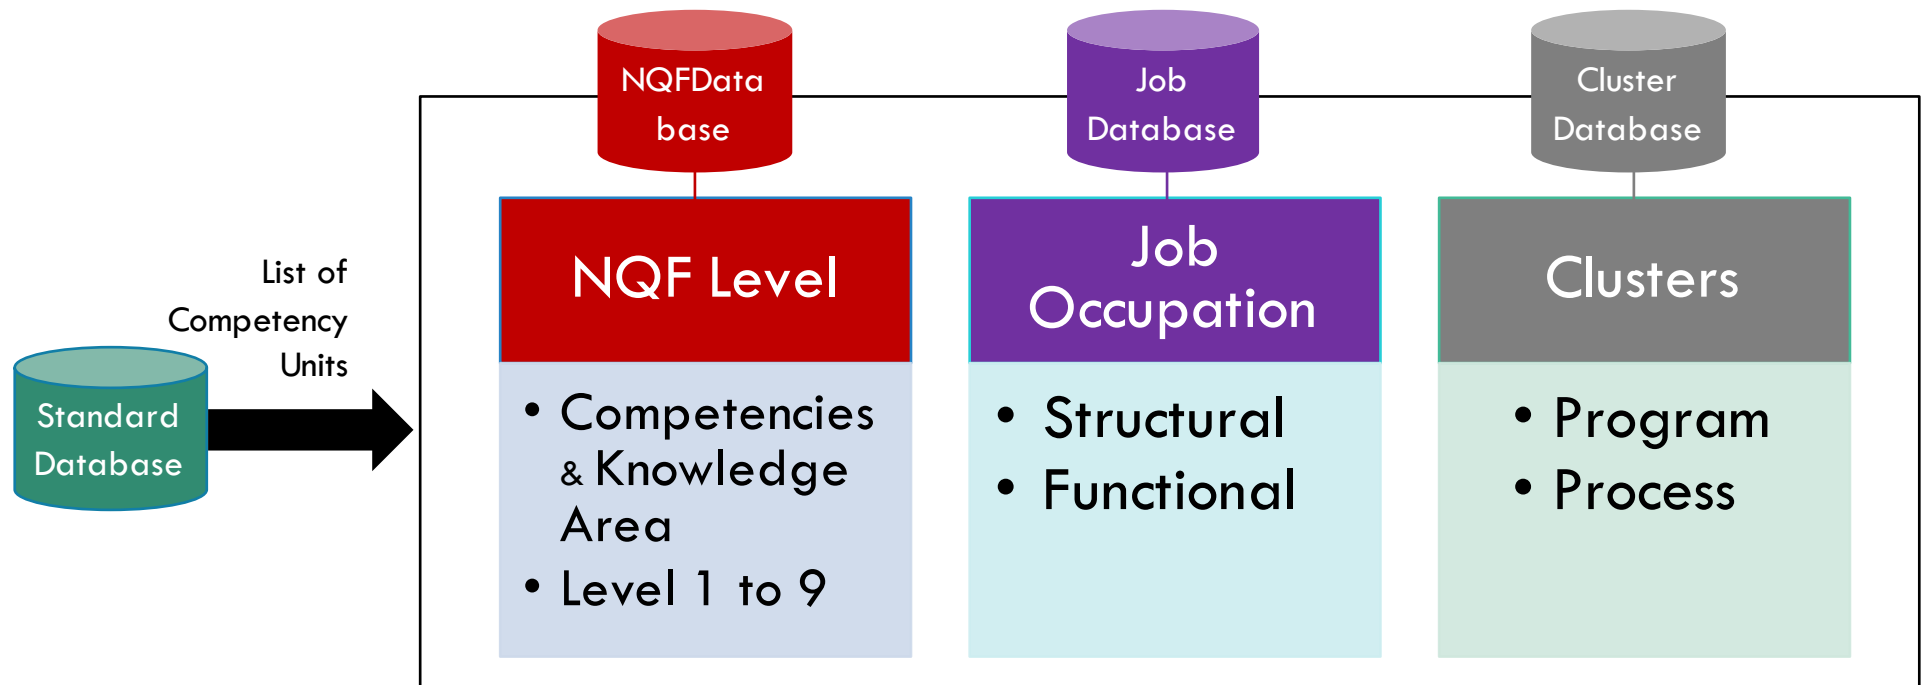 NQFData
base
Job
Database
Cluster
Database
List of
Competency
Units
Standard
Database
NQF Level
• Competencies
& Knowledge
Area
• Level 1 to 9
Job
Occupation
• Structural
• Functional
Clusters
• Program
• Process